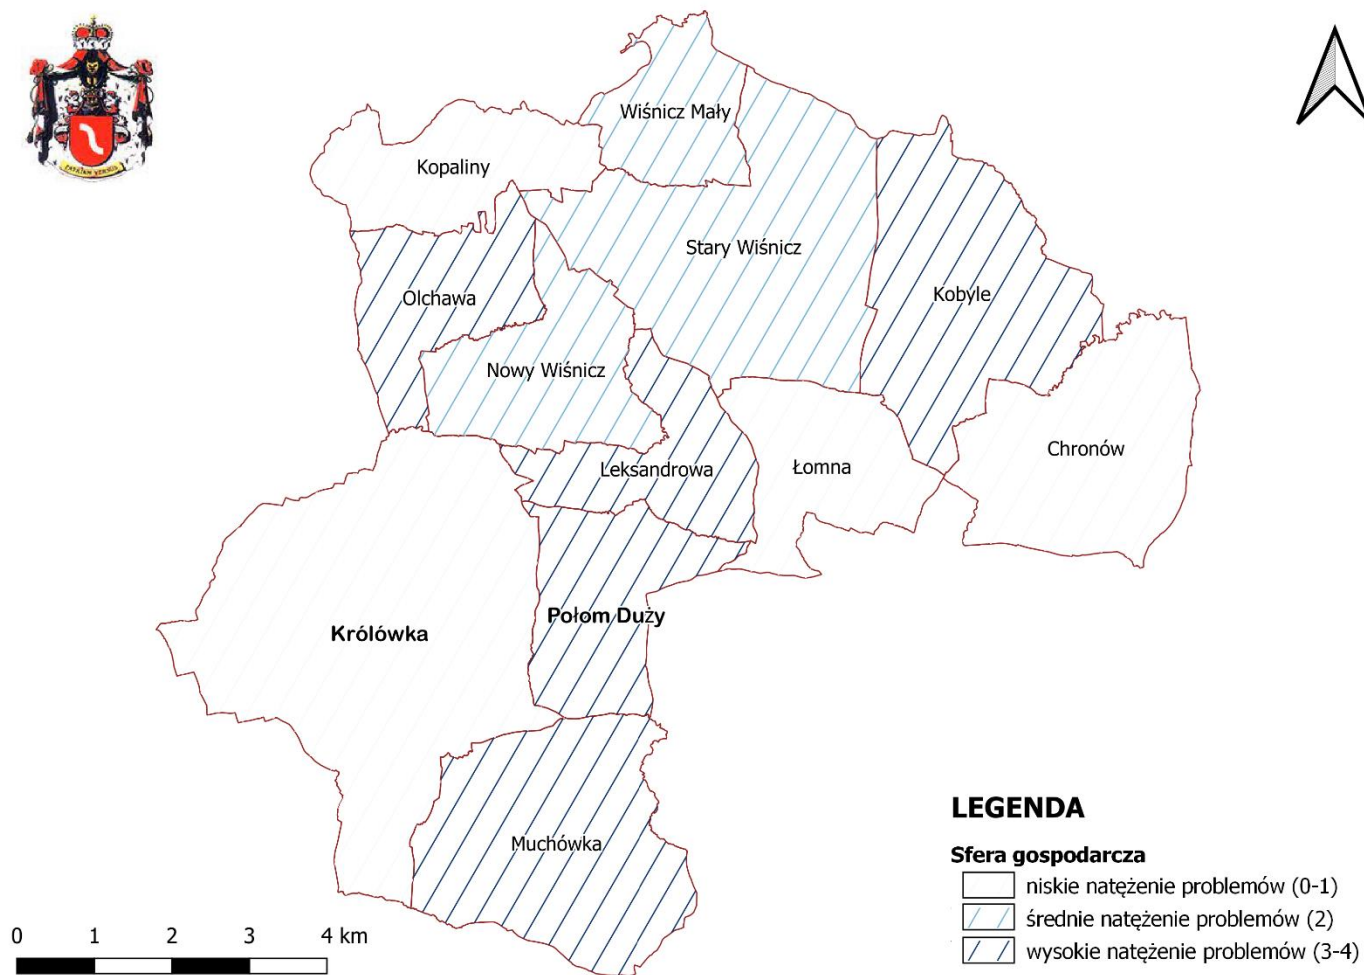 Wiśnicz Mały
Kopaliny
Stary Wiśnicz
Olchawa
Kobyle
Nowy Wiśnicz
Chronów
Leksandrowa
Łomna
Połom Duży
Królówka
Muchówka
LEGENDA
Sfera gospodarcza
niskie natężenie problemów (0-1)
średnie natężenie problemów (2)
wysokie natężenie problemów (3-4)
0 1 2 3 4 km